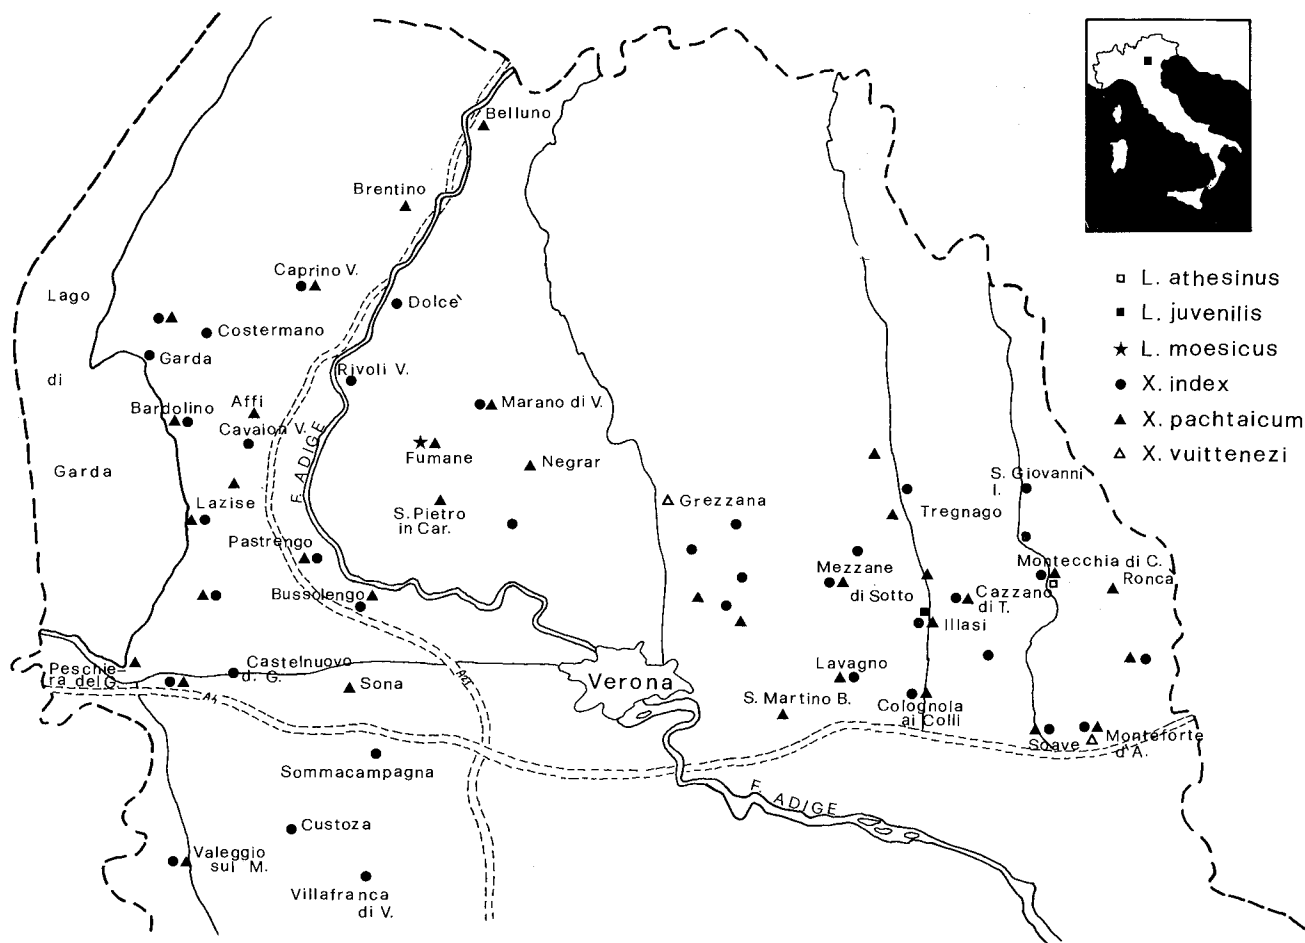 Belluno
Brentino
Caprino V.
Lago
Dolce`
Costermano
Garda
di
Rivoli V.
Bardolino
Affi
Marano di V.
Cavaion V.
F. ADIGE
Fumane
Garda
Negrar
Lazise
S. Pietro
in Car.
Grezzana
S. Giovanni
I.
Tregnago
Pastrengo
Mezzane
di Sotto
Montecchia di C.
Ronca
Bussolengo
Cazzano
di T.
Illasi
Peschie-
ra del G.
Castelnuovo
d. G.
Sona
Verona
Lavagno
S. Martino B.
Colognola
ai Colli
A4
Soave
Monteforte
d'A.
Sommacampagna
F. ADIGE
Custoza
Valeggio
sul M.
Villafranca
di V.
L. athesinus
L. juvenilis
L. moesicus
X. index
X. pachtaicum
X. vuittenezi